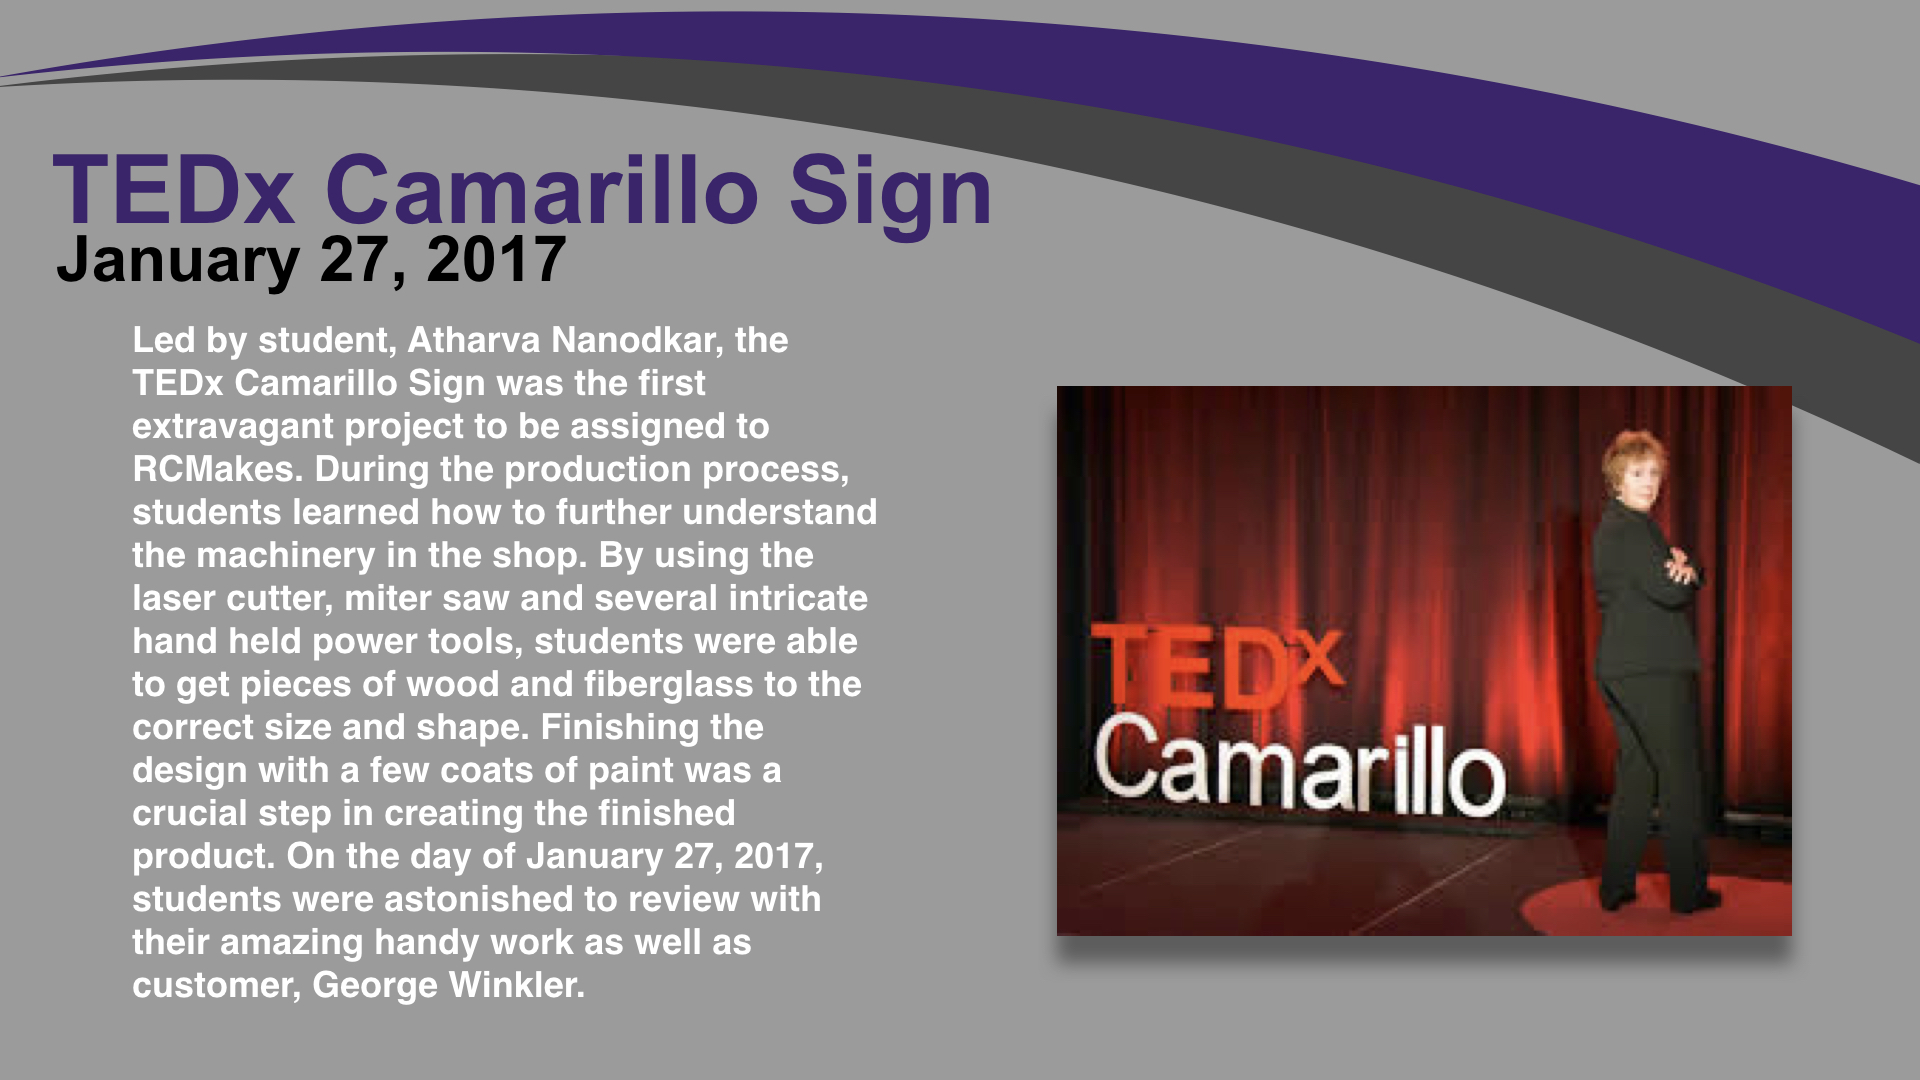 TEDx Camarillo Sign
January 27, 2017
Led by student, Atharva Nanodkar, the
TEDx Camarillo Sign was the first
extravagant project to be assigned to
RCMakes. During the production process,
students learned how to further understand
the machinery in the shop. By using the
laser cutter, miter saw and several intricate
hand held power tools, students were able
to get pieces of wood and fiberglass to the
correct size and shape. Finishing the
design with a few coats of paint was a
crucial step in creating the finished
product. On the day of January 27, 2017,
students were astonished to review with
their amazing handy work as well as
customer, George Winkler.
TEDx
Camarillo